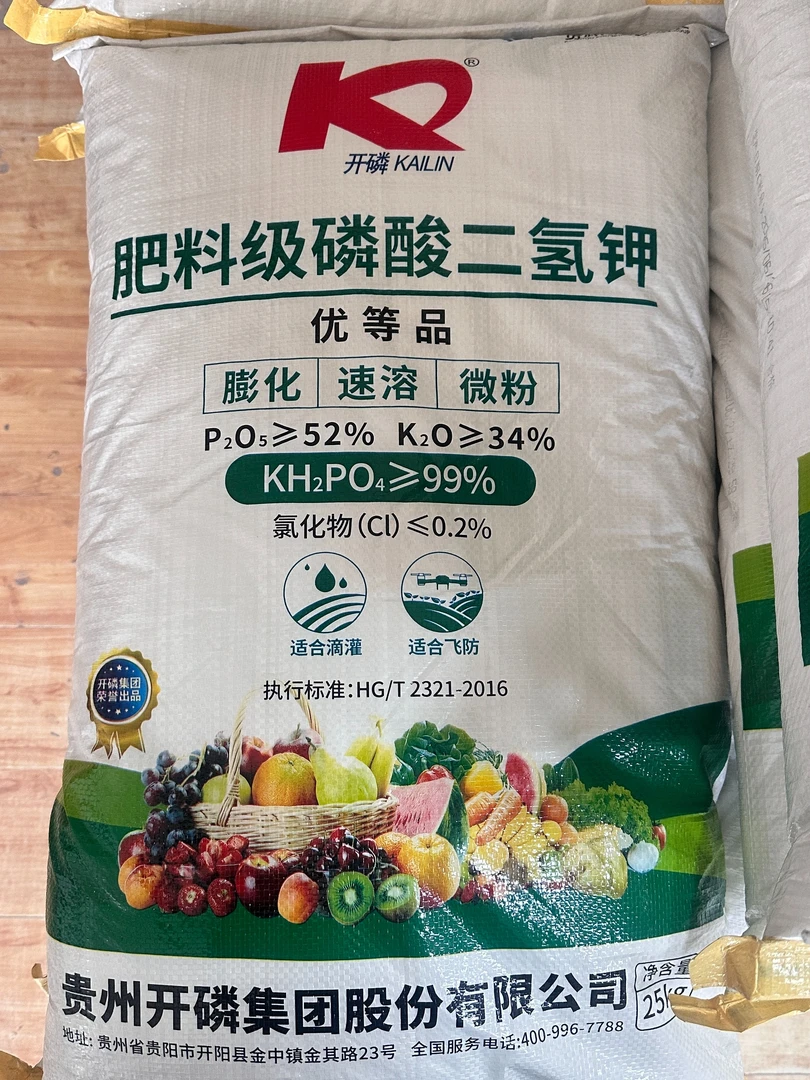 ®
开磷 KAILIN
肥料级磷酸二氢钾
优等品
膨化 速溶 微粉
P₂O₅≥52% K₂O≥34%
KH₂PO₄≥99%
氯化物(Cl)≤0.2%
适合滴灌 适合飞防
执行标准:HG/T 2321-2016
开磷集团
荣誉出品
贵州开磷集团股份有限公司
净含量
25kg
地址: 贵州省贵阳市开阳县金中镇金其路23号 全国服务电话:400-996-7788